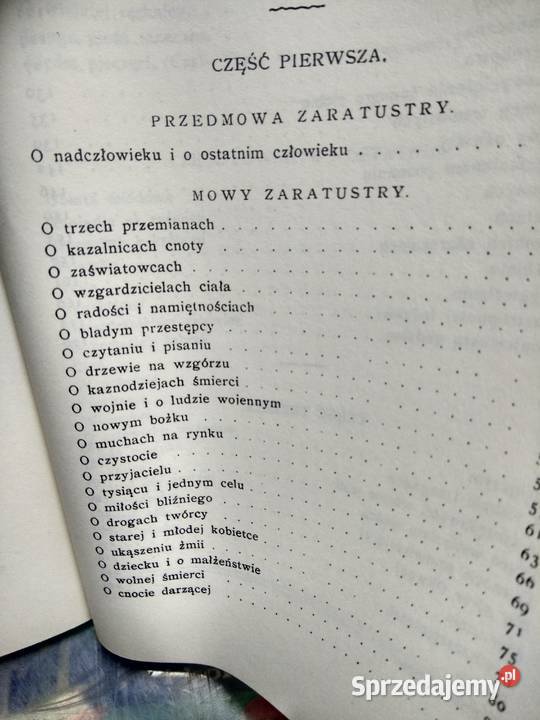 CZĘŚĆ PIERWSZA.
PRZEDMOWA ZARATUSTRY.
O nadczłowieku i o ostatnim człowieku . . . . . . . . .
MOWY ZARATUSTRY.
O trzech przemianach
O kazalnicach cnoty
O zaświatowcach
O wzgardzicielach ciała
O radości i namiętnościach
O bladym przestępcy
O czytaniu i pisaniu
O drzewie na wzgórzu
O kaznodziejach śmierci
O wojnie i o ludzie wojennym
O nowym bożku
O muchach na rynku
O czystocie
O przyjacielu
O tysiącu i jednym celu
O miłości bliźniego
O drogach twórcy
O starej i młodej kobietce
O ukąszeniu żmii
O dziecku i o małżeństwie
O wolnej śmierci
O cnocie darzącej
61
63
66
69
71
75
Sprzedajemy.pl